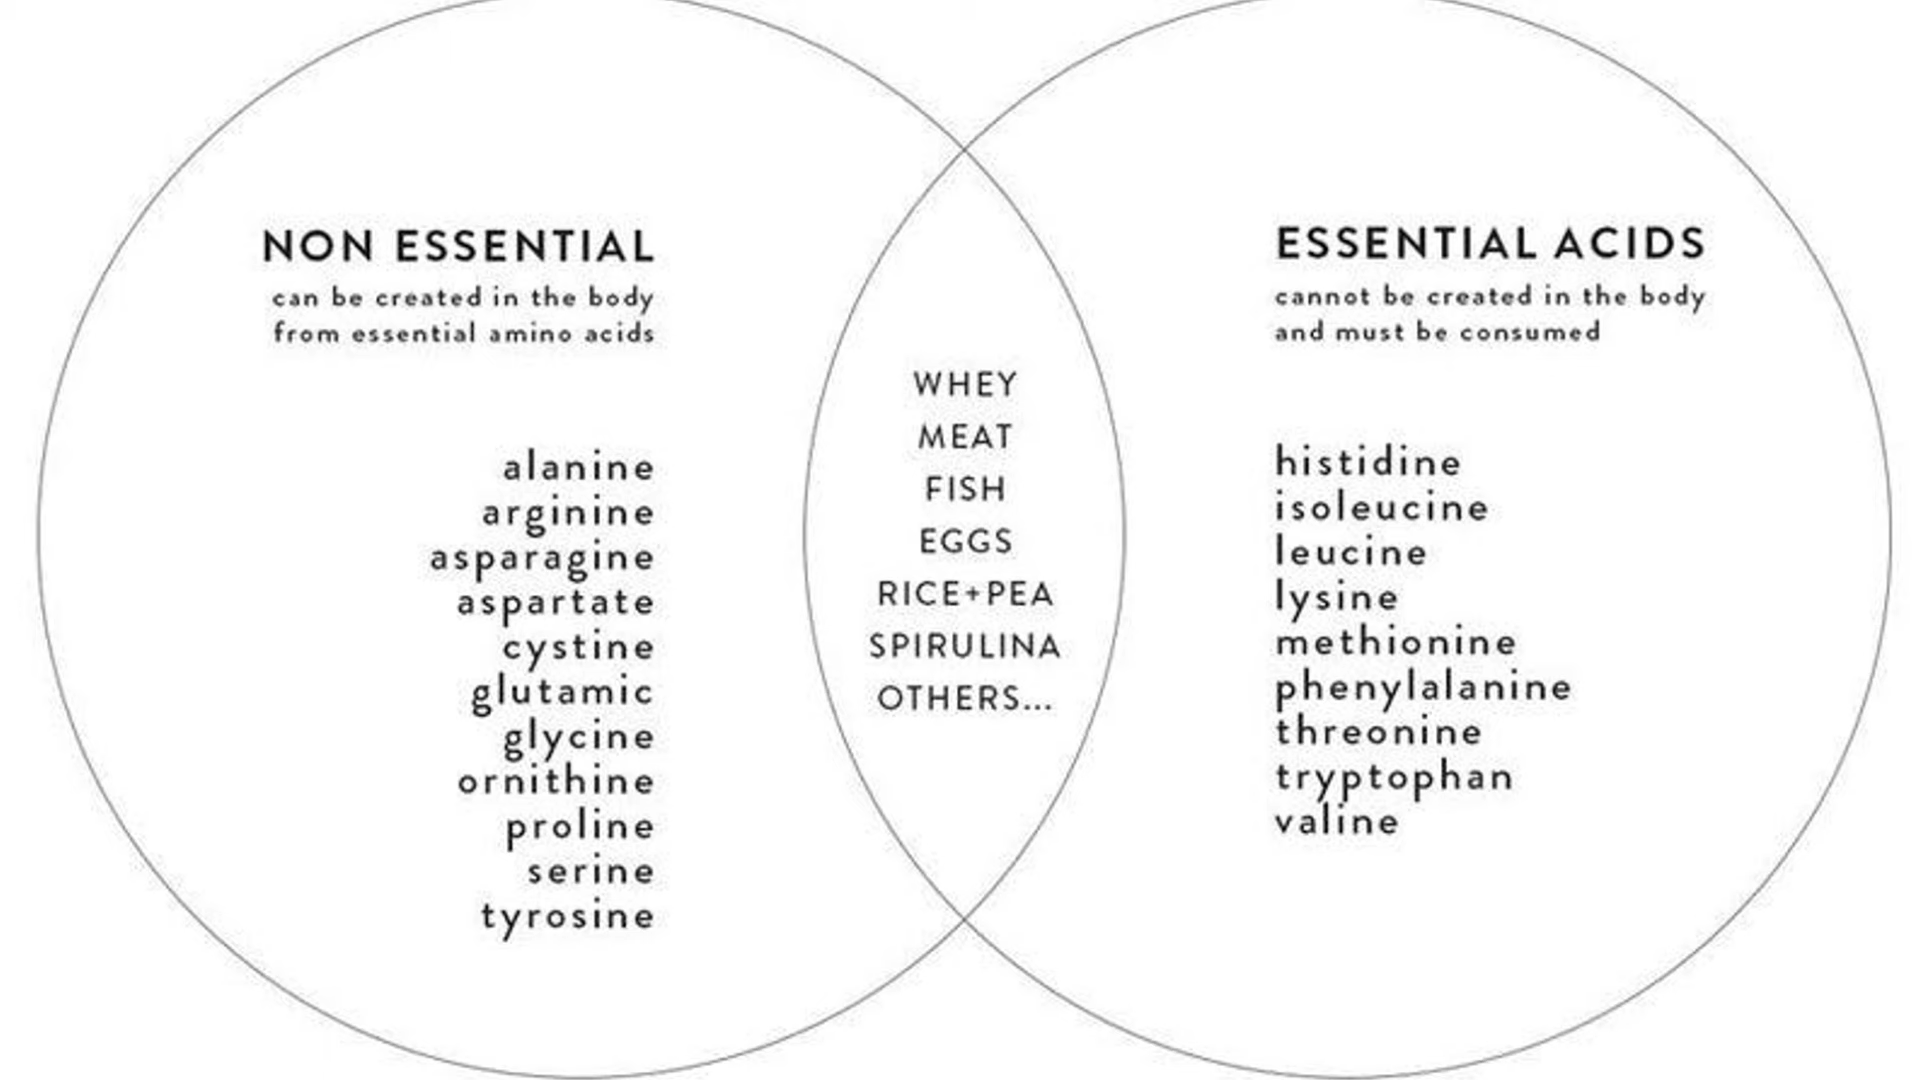 NON ESSENTIAL
can be created in the body
from essential amino acids
alanine
arginine
asparagine
aspartate
cystine
glutamic
glycine
ornithine
proline
serine
tyrosine
WHEY
MEAT
FISH
EGGS
RICE+PEA
SPIRULINA
OTHERS...
ESSENTIAL ACIDS
cannot be created in the body
and must be consumed
histidine
isoleucine
leucine
lysine
methionine
phenylalanine
threonine
tryptophan
valine